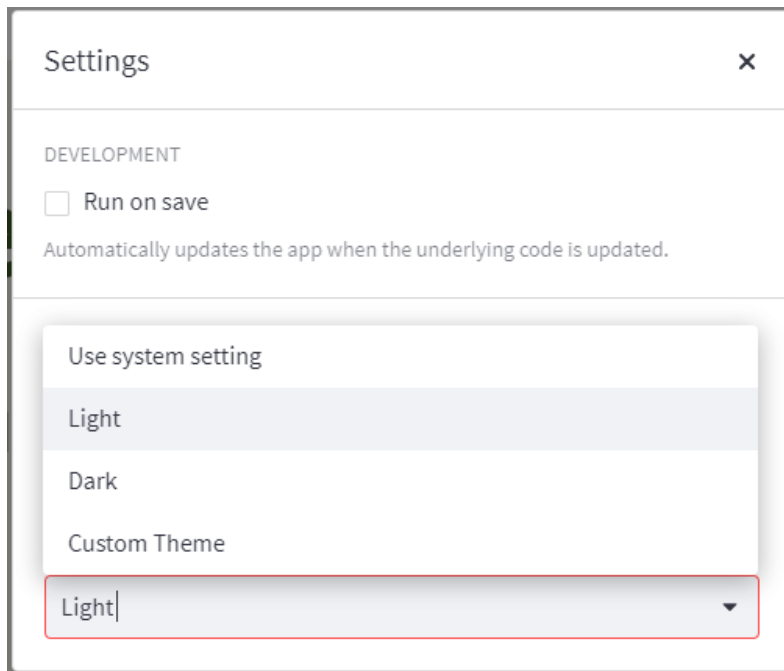 Settings
DEVELOPMENT
Run on save
Automatically updates the app when the underlying code is updated.
Use system setting
Light
Dark
Custom Theme
Light